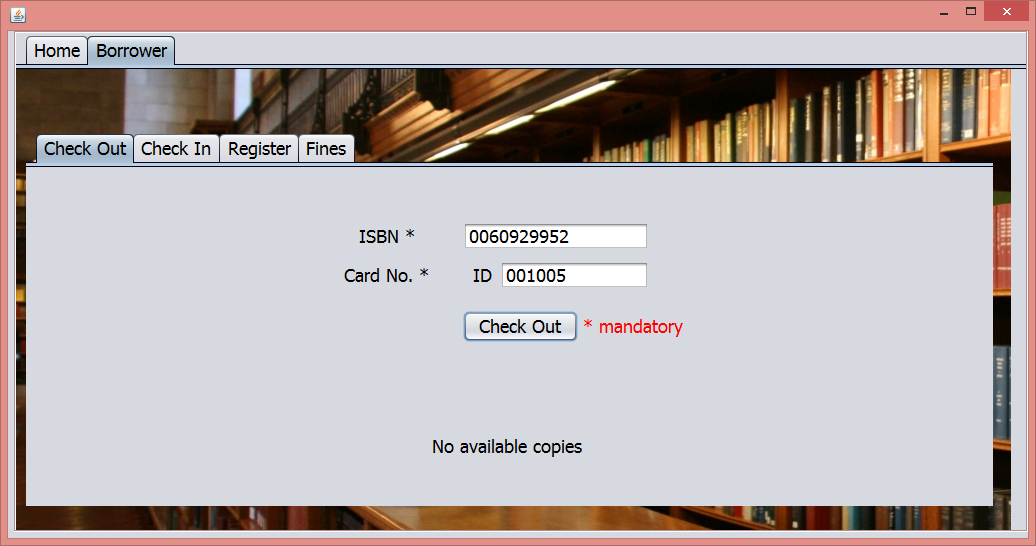 Home Borrower
Check Out Check In Register Fines
ISBN * 0060929952
Card No. * ID 001005
Check Out * mandatory
No available copies